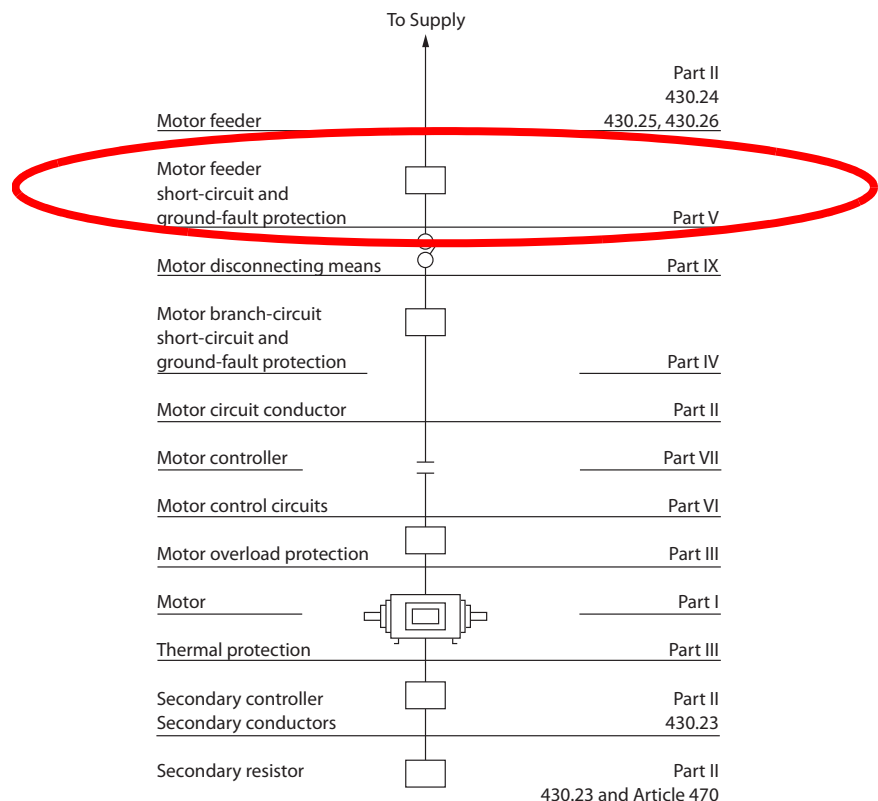 To Supply
Part II
430.24
Motor feeder 430.25, 430.26
Motor feeder
short-circuit and
ground-fault protection Part V
Motor disconnecting means Part IX
Motor branch-circuit
short-circuit and
ground-fault protection Part IV
Motor circuit conductor Part II
Motor controller Part VII
Motor control circuits Part VI
Motor overload protection Part III
Motor Part I
Thermal protection Part III
Secondary controller Part II
Secondary conductors 430.23
Secondary resistor Part II
430.23 and Article 470